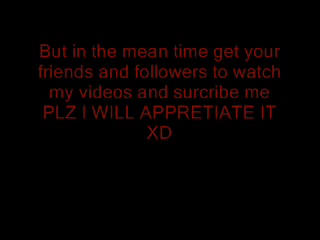 But in the mean time get your
friends and followers to watch
my videos and surcribe me
PLZ I WILL APPRETIATE IT
XD